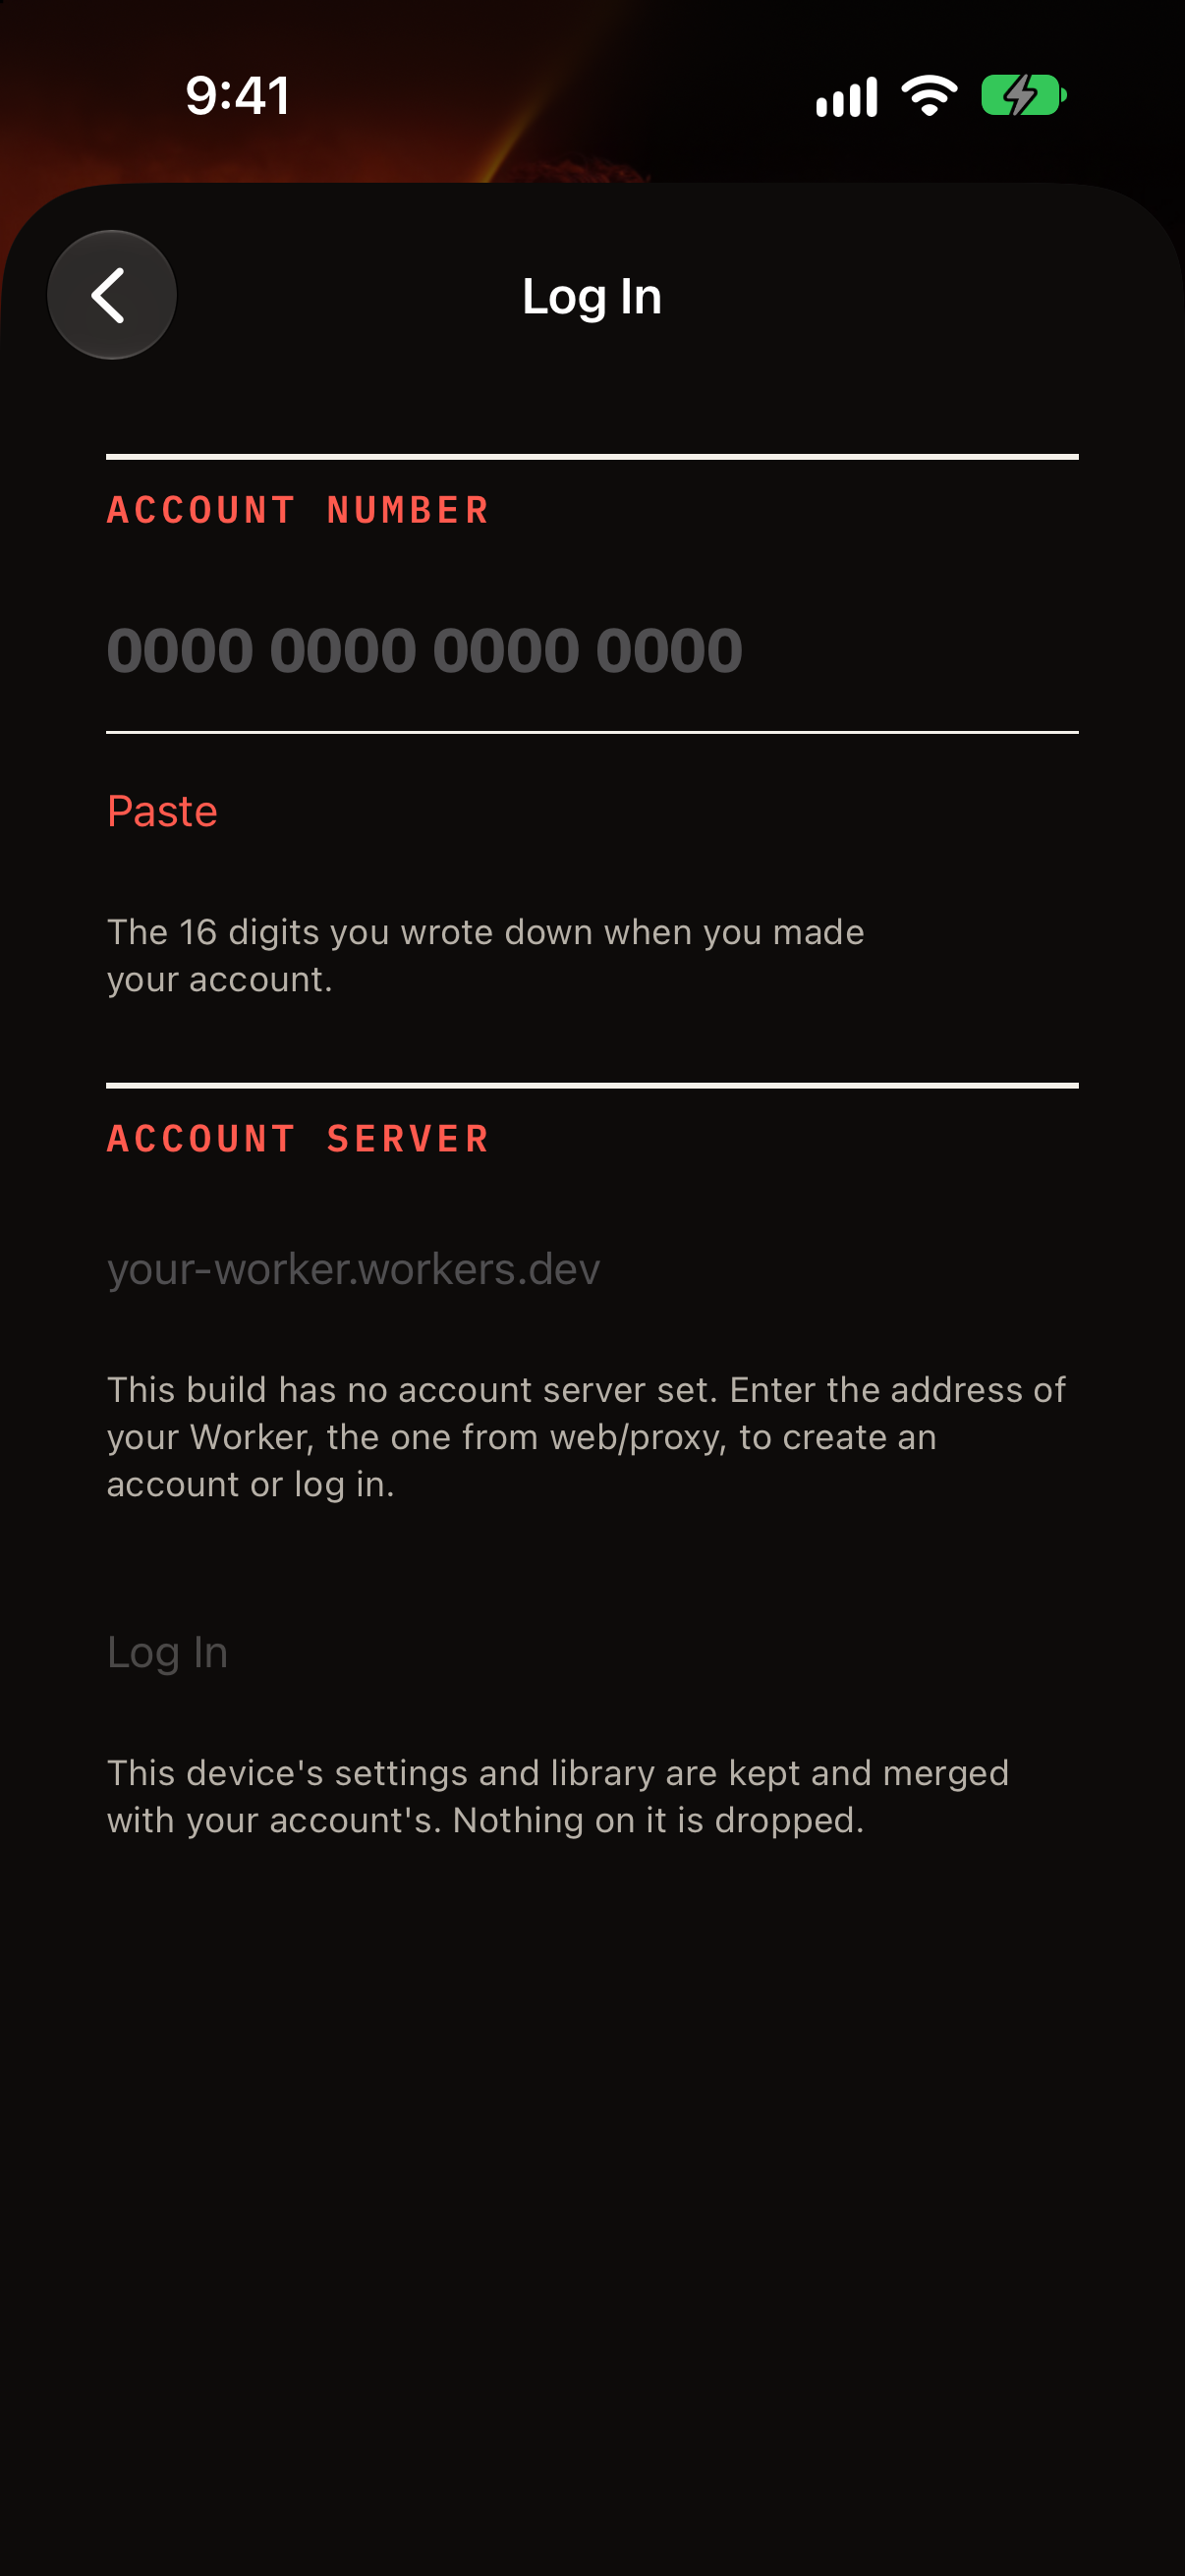 9:41
Log In
ACCOUNT NUMBER
0000 0000 0000 0000
Paste
The 16 digits you wrote down when you made
your account.
ACCOUNT SERVER
your-worker.workers.dev
This build has no account server set. Enter the address of
your Worker, the one from web/proxy, to create an
account or log in.
Log In
This device's settings and library are kept and merged
with your account's. Nothing on it is dropped.